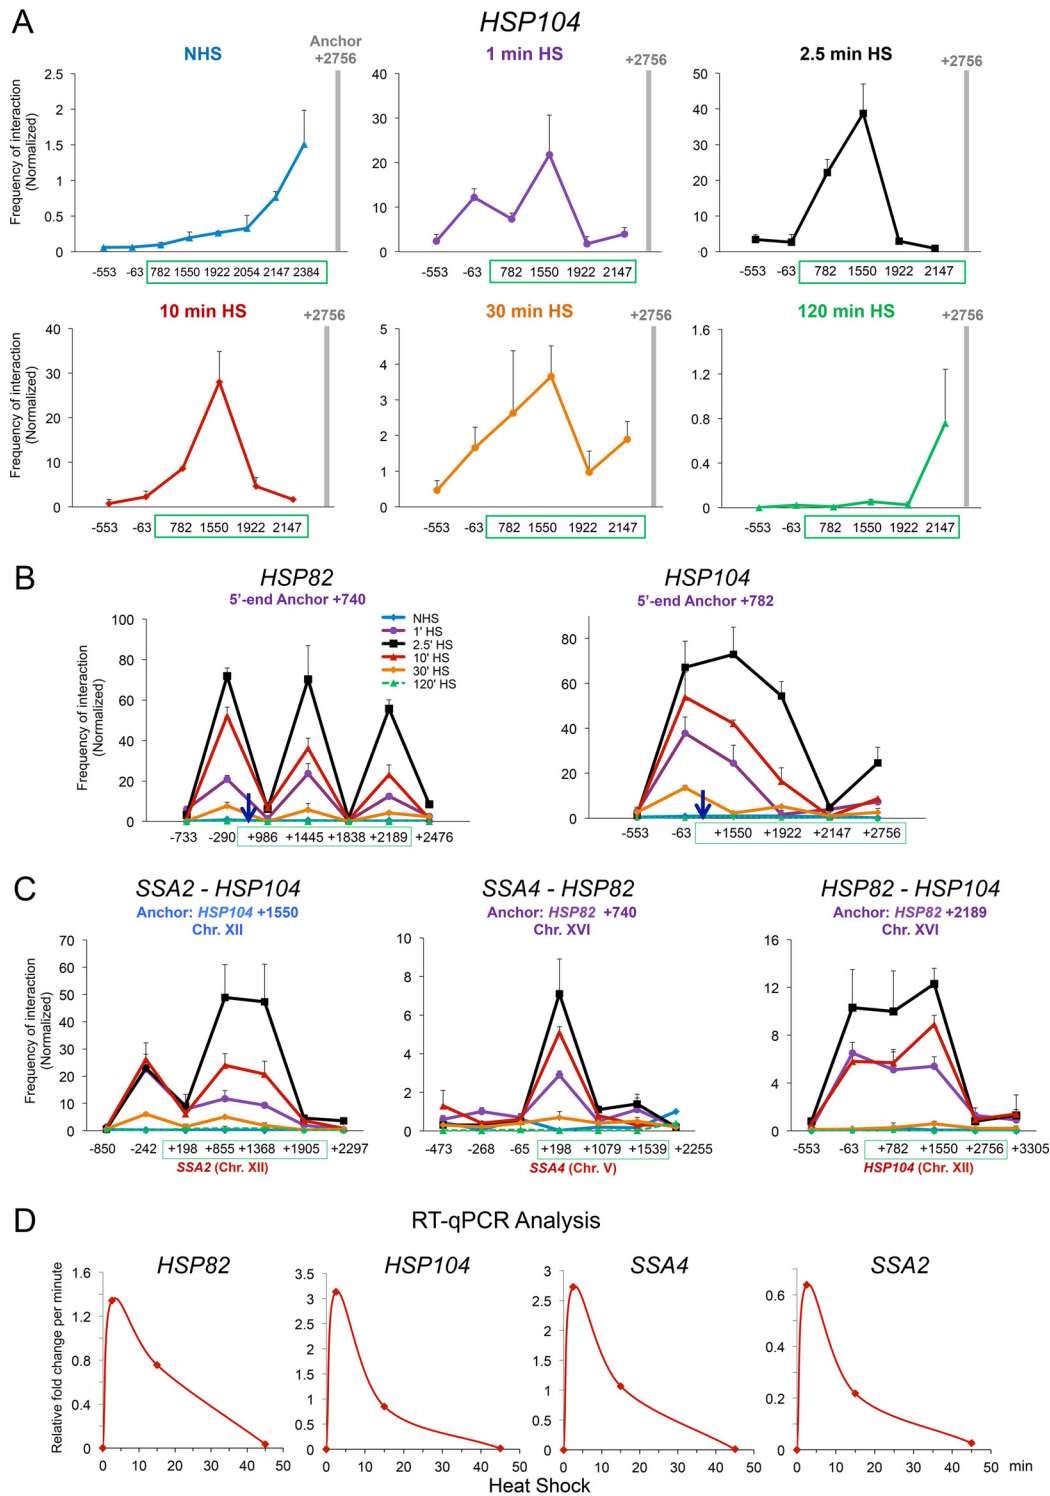 A
HSP104
NHS
Anchor
+2756
1 min HS
+2756
2.5 min HS
+2756
Frequency of interaction
(Normalized)
2.5
2
1.5
1
0.5
0
-553 -63 782 1550 1922 2054 2147 2384
40
30
20
10
0
-553 -63 782 1550 1922 2147
50
40
30
20
10
-0
-553 -63 782 1550 1922 2147
10 min HS
+2756
30 min HS
+2756
120 min HS
+2756
Frequency of interaction
(Normalized)
40
30
20
10
0
-553 -63 782 1550 1922 2147
5
4
3
2
1
0
-553 -63 782 1550 1922 2147
1.6
1.2
0.8
0.4
0
-553 -63 782 1550 1922 2147
B
HSP82
5'-end Anchor +740
HSP104
5'-end Anchor +782
NHS
1' HS
2.5' HS
10' HS
30' HS
120' HS
Frequency of interaction
(Normalized)
100
80
60
40
20
0
-733 -290 +986 +1445 +1838 +2189 +2476
80
60
40
20
0
-553 -63 +1550 +1922 +2147 +2756
C
SSA2 - HSP104
Anchor: HSP104 +1550
Chr. XII
SSA4 - HSP82
Anchor: HSP82 +740
Chr. XVI
HSP82 - HSP104
Anchor: HSP82 +2189
Chr. XVI
Frequency of interaction
(Normalized)
70
60
50
40
30
20
10
0
-850 -242 +198 +855 +1368 +1905 +2297
SSA2 (Chr. XII)
10
8
6
4
2
0
-473 -268 -65 +198 +1079 +1539 +2255
SSA4 (Chr. V)
16
12
8
4
0
-553 -63 +782 +1550 +2756 +3305
HSP104 (Chr. XII)
D
RT-qPCR Analysis
HSP82
HSP104
SSA4
SSA2
Relative fold change per minute
1.6
1.2
0.8
0.4
0
0 10 20 30 40 50
3.5
3
2.5
2
1.5
1
0.5
0
0 10 20 30 40 50
3
2.5
2
1.5
1
0.5
0
0 10 20 30 40 50
0.6
0.4
0.2
0
0 10 20 30 40 50 min
Heat Shock